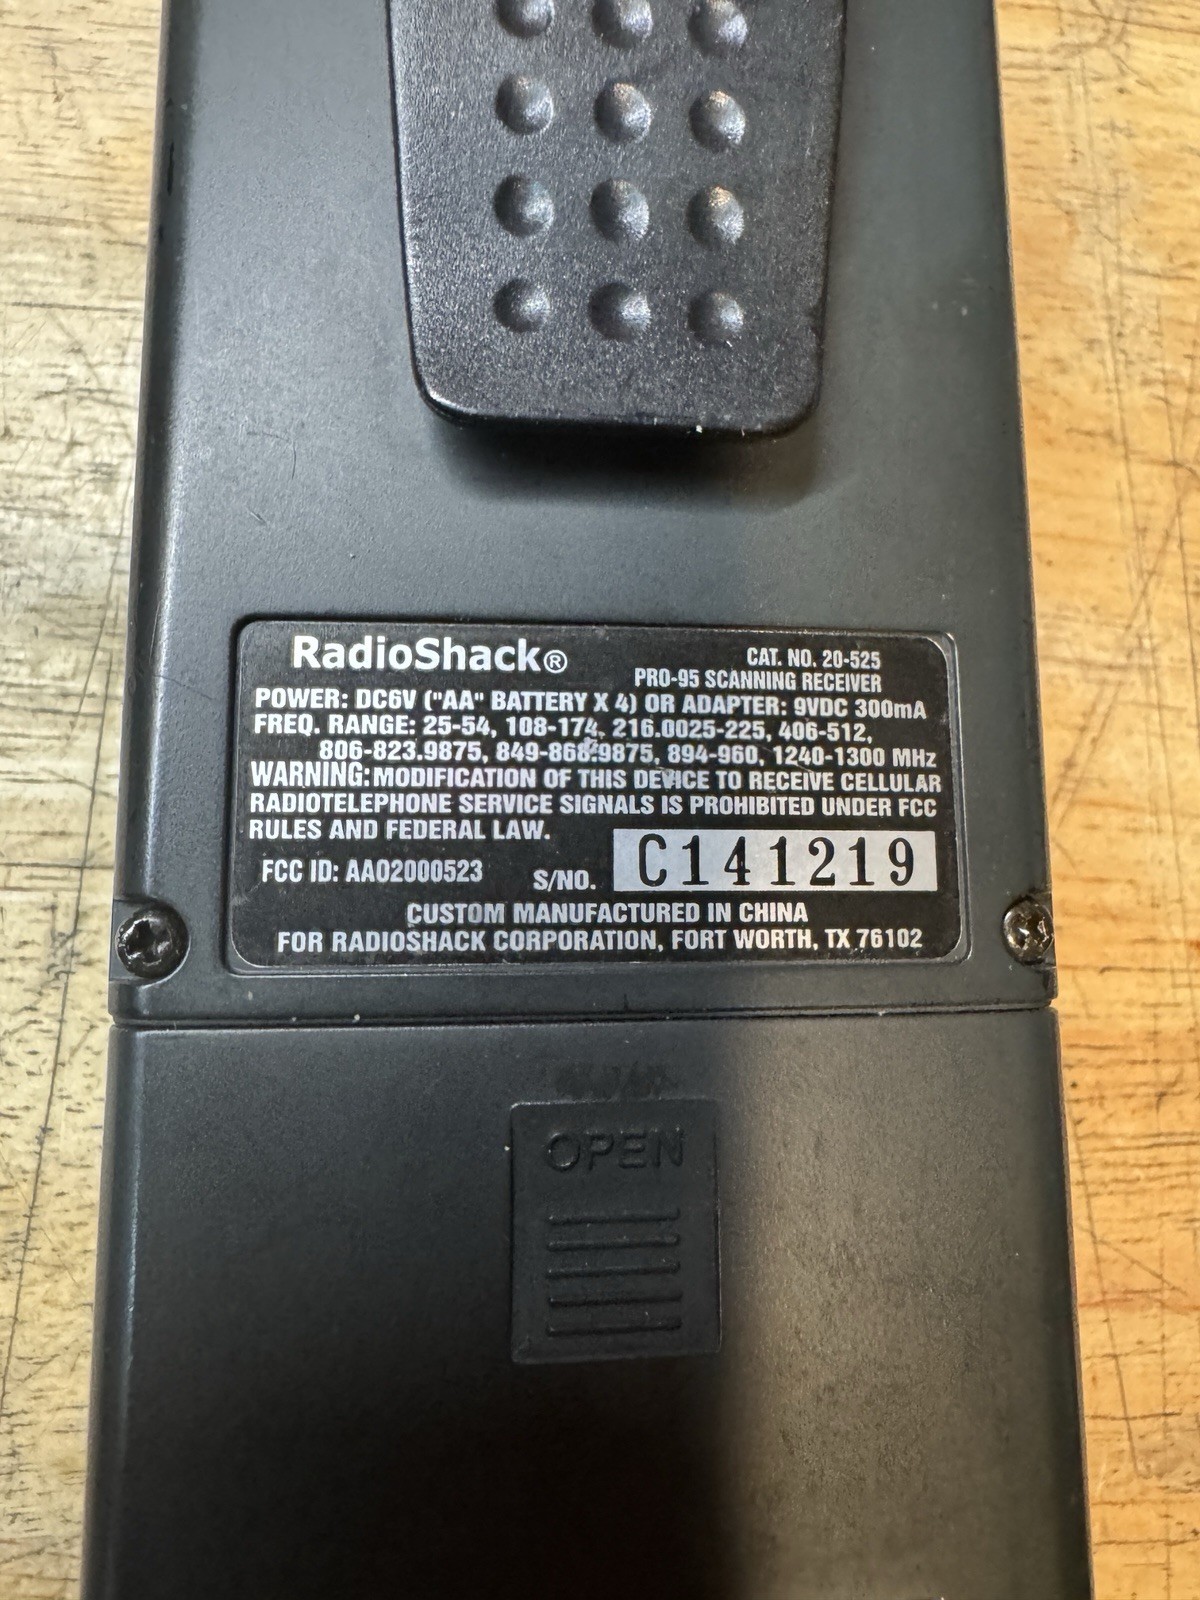 RadioShack®
CAT. NO. 20-525
PRO-95 SCANNING RECEIVER
POWER: DC6V ("AA" BATTERY X 4) OR ADAPTER: 9VDC 300mA
FREQ. RANGE: 25-54, 108-174, 216.0025-225, 406-512,
806-823.9875, 849-868.9875, 894-960, 1240-1300 MHz
WARNING: MODIFICATION OF THIS DEVICE TO RECEIVE CELLULAR
RADIOTELEPHONE SERVICE SIGNALS IS PROHIBITED UNDER FCC
RULES AND FEDERAL LAW.
FCC ID: AAO2000523
S/NO. C141219
CUSTOM MANUFACTURED IN CHINA
FOR RADIOSHACK CORPORATION, FORT WORTH, TX 76102
OPEN